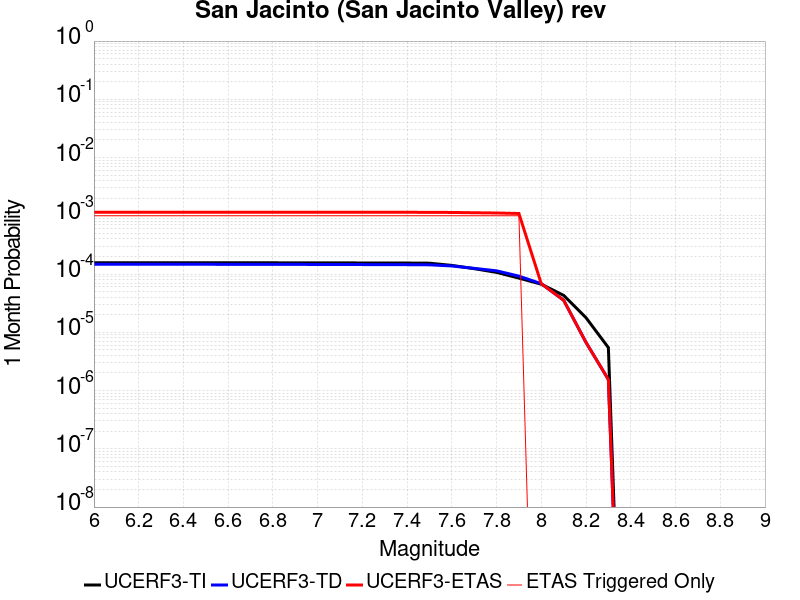 San Jacinto (San Jacinto Valley) rev
10^0
10^-1
10^-2
10^-3
10^-4
10^-5
10^-6
10^-7
10^-8
1 Month Probability
6 6.2 6.4 6.6 6.8 7 7.2 7.4 7.6 7.8 8 8.2 8.4 8.6 8.8 9
Magnitude
UCERF3-TI UCERF3-TD UCERF3-ETAS ETAS Triggered Only